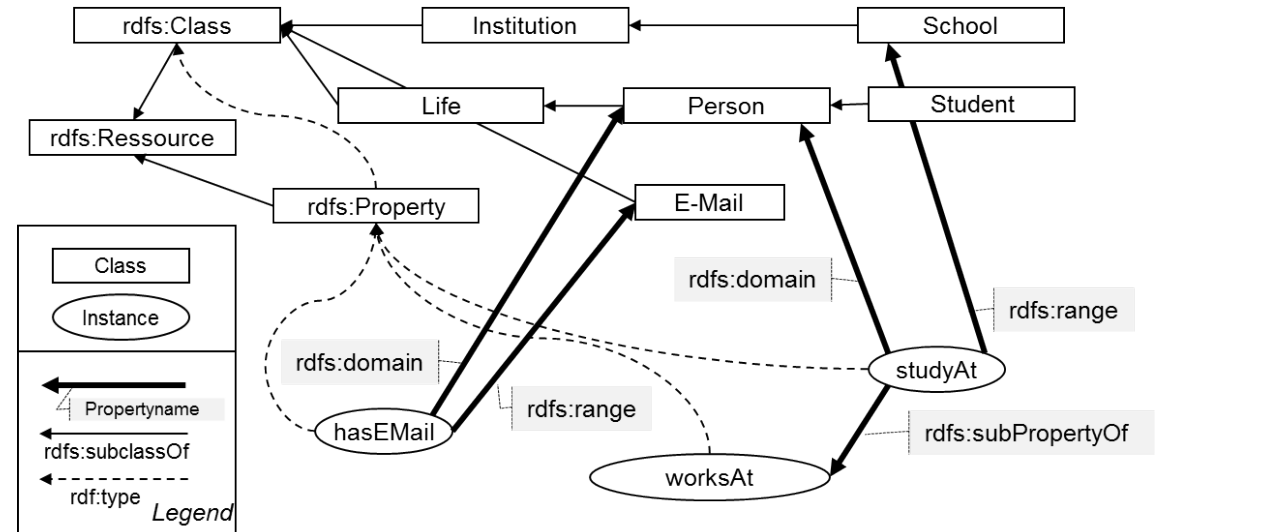 rdfs:Class
Institution
School
Life
Person
Student
rdfs:Ressource
rdfs:Property
E-Mail
Class
Instance
rdfs:domain
rdfs:range
rdfs:domain
studyAt
Propertyname
rdfs:range
hasEMail
rdfs:subPropertyOf
rdfs:subclassOf
worksAt
rdf:type
Legend